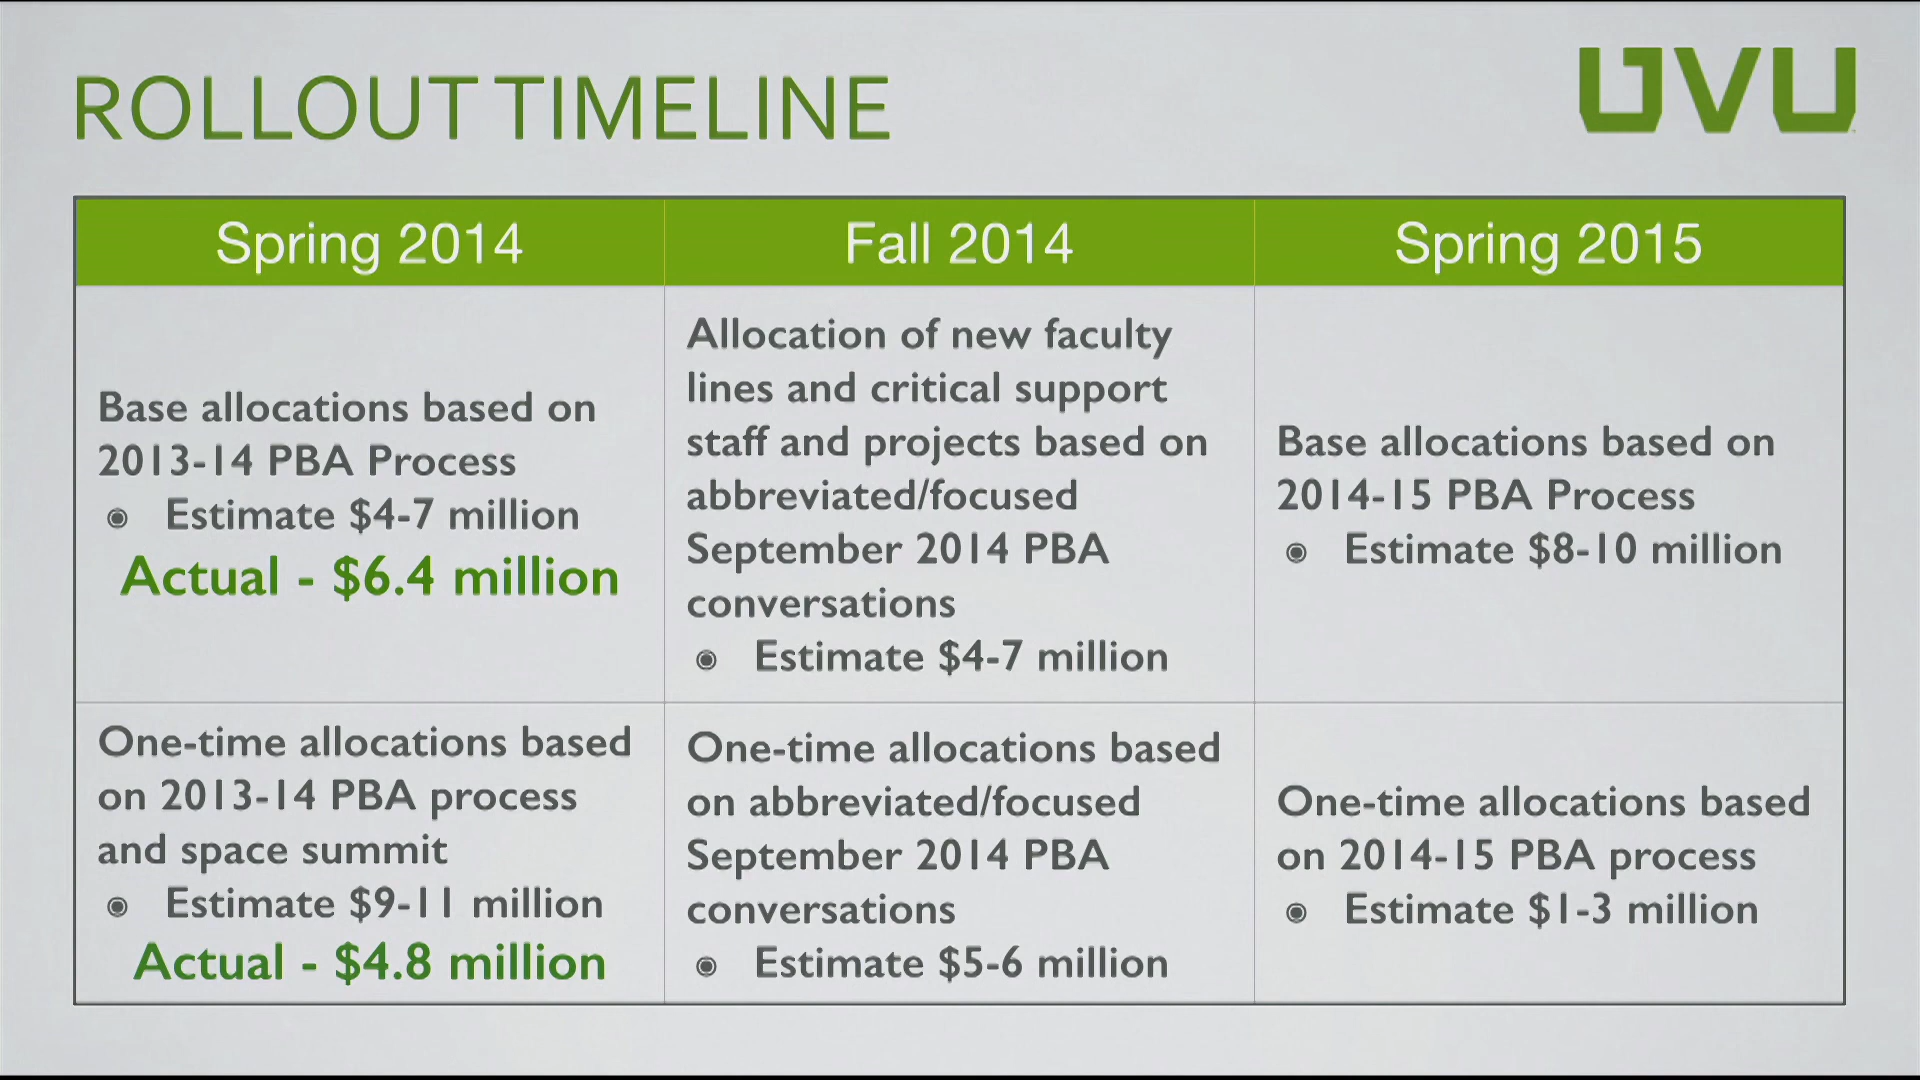 ROLLOUT TIMELINE
UVU
Spring 2014
Fall 2014
Spring 2015
Base allocations based on
2013-14 PBA Process
Estimate $4-7 million
Actual - $6.4 million
Allocation of new faculty
lines and critical support
staff and projects based on
abbreviated/focused
September 2014 PBA
conversations
Estimate $4-7 million
Base allocations based on
2014-15 PBA Process
Estimate $8-10 million
One-time allocations based
on 2013-14 PBA process
and space summit
Estimate $9-11 million
Actual - $4.8 million
One-time allocations based
on abbreviated/focused
September 2014 PBA
conversations
Estimate $5-6 million
One-time allocations based
on 2014-15 PBA process
Estimate $1-3 million